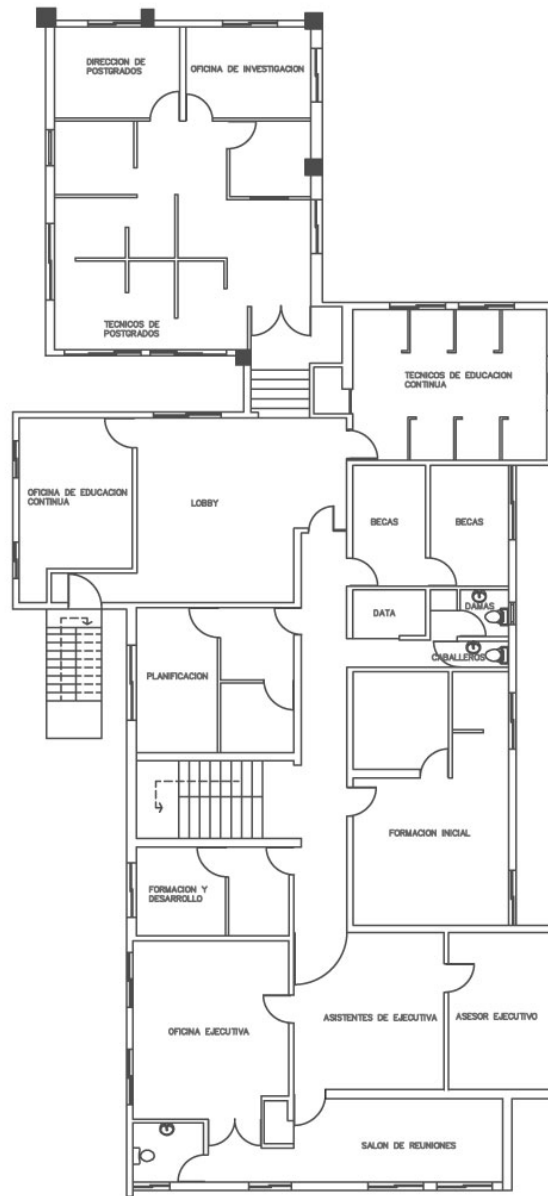 DIRECCION DE
POSTGRADOS
OFICINA DE INVESTIGACION
TECNICOS DE
POSTGRADOS
TECNICOS DE EDUCACION
CONTINUA
OFICINA DE EDUCACION
CONTINUA
LOBBY
BECAS
BECAS
DATA
DAMAS
CABALLEROS
PLANIFICACION
FORMACION INICIAL
FORMACION Y
DESARROLLO
OFICINA EJECUTIVA
ASISTENTES DE EJECUTIVA
ASESOR EJECUTIVO
SALON DE REUNIONES